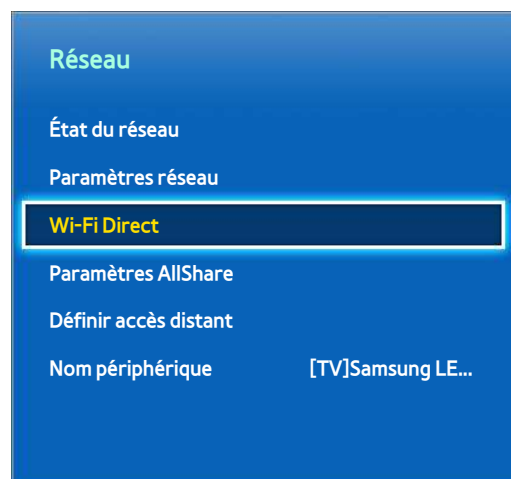 Réseau
État du réseau
Paramètres réseau
Wi-Fi Direct
Paramètres AllShare
Définir accès distant
Nom périphérique [TV]Samsung LE...